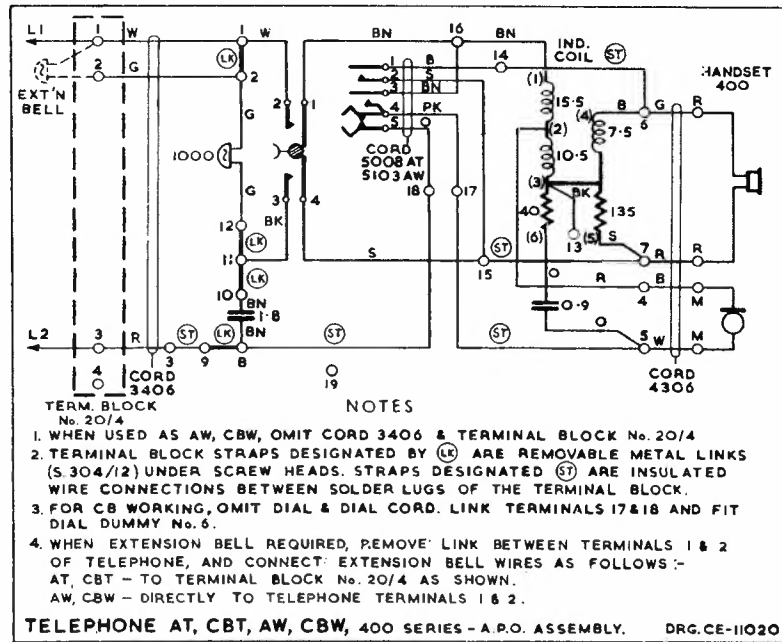 L1 1 W 1 W BN 16 BN
LK 14 IND. COIL ST
2 G 2 HANDSET 400
EXT'N BELL
1 B
2 S
3 BN
4 PK
5 O
2 1
(1) 15.5
(2) 10.5
(3) 40
(6)
(4) 7.5
135
(5)
B 6 G R
G
1000
G
CORD 5008 AT 5103 AW
18 17
BK 13
3 4
BK
S
12
LK
11
LK
10
BN
1.8
BN
15 ST
S 7 R R
O R 4 B M
0.9
O 5 W M
L2 3 R 3 ST 9 LK 8 ST ST
4
CORD 3406
19
CORD 4306
TERM. BLOCK No. 20/4
NOTES
1. WHEN USED AS AW, CBW, OMIT CORD 3406 & TERMINAL BLOCK No. 20/4
2. TERMINAL BLOCK STRAPS DESIGNATED BY LK ARE REMOVABLE METAL LINKS
(S.304/12) UNDER SCREW HEADS. STRAPS DESIGNATED ST ARE INSULATED
WIRE CONNECTIONS BETWEEN SOLDER LUGS OF THE TERMINAL BLOCK.
3. FOR CB WORKING, OMIT DIAL & DIAL CORD. LINK TERMINALS 17 & 18 AND FIT
DIAL DUMMY No. 6.
4. WHEN EXTENSION BELL REQUIRED, REMOVE LINK BETWEEN TERMINALS 1 & 2
OF TELEPHONE, AND CONNECT EXTENSION BELL WIRES AS FOLLOWS :-
AT, CBT - TO TERMINAL BLOCK No. 20/4 AS SHOWN.
AW, CBW - DIRECTLY TO TELEPHONE TERMINALS 1 & 2.
TELEPHONE AT, CBT, AW, CBW, 400 SERIES - A.P.O. ASSEMBLY. DRG. CE-11020